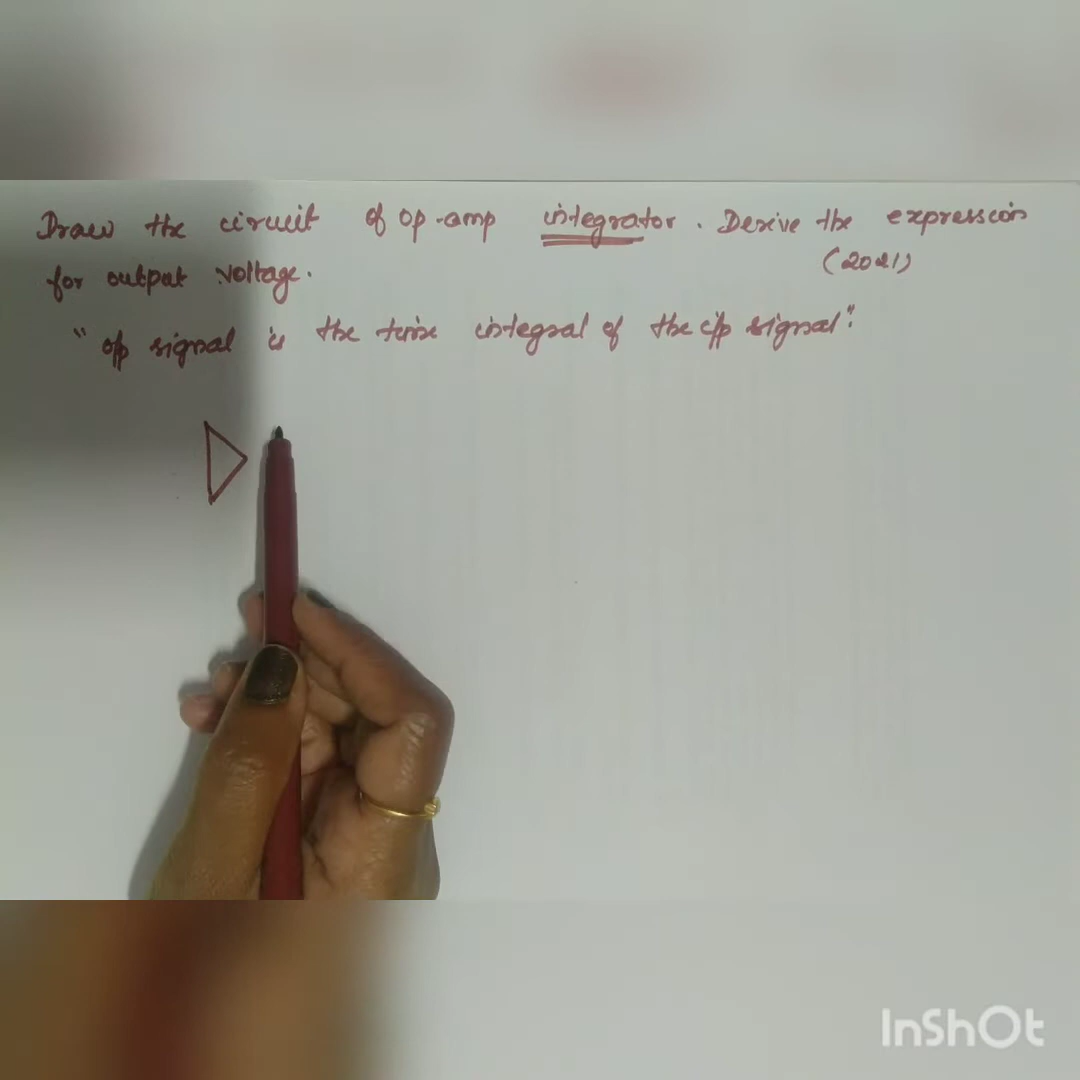 Draw the circuit of op-amp integrator. Derive the expression
(2021)
for output voltage.
"o/p signal is the time integral of the i/p signal".
InShOt